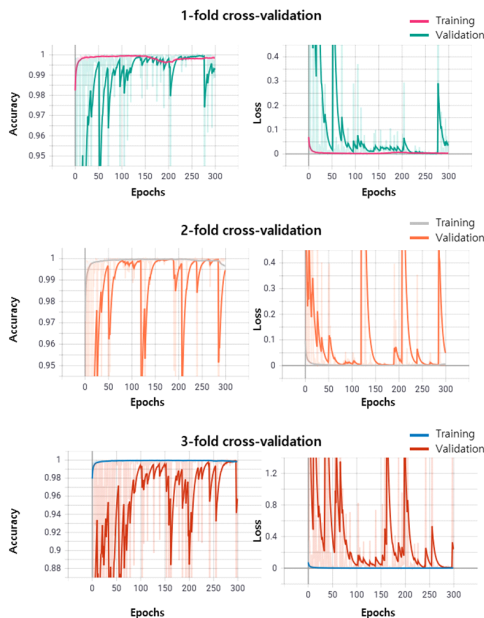 1-fold cross-validation
Training
Validation
Accuracy
1
0.99
0.98
0.97
0.96
0.95
0 50 100 150 200 250 300
Epochs
Loss
0.4
0.3
0.2
0.1
0
0 50 100 150 200 250 300
Epochs
2-fold cross-validation
Training
Validation
Accuracy
1
0.99
0.98
0.97
0.96
0.95
0 50 100 150 200 250 300
Epochs
Loss
0.4
0.3
0.2
0.1
0
0 50 100 150 200 250 300
Epochs
3-fold cross-validation
Training
Validation
Accuracy
1
0.98
0.96
0.94
0.92
0.9
0.88
0 50 100 150 200 250 300
Epochs
Loss
1.2
0.8
0.4
0
0 50 100 150 200 250 300
Epochs